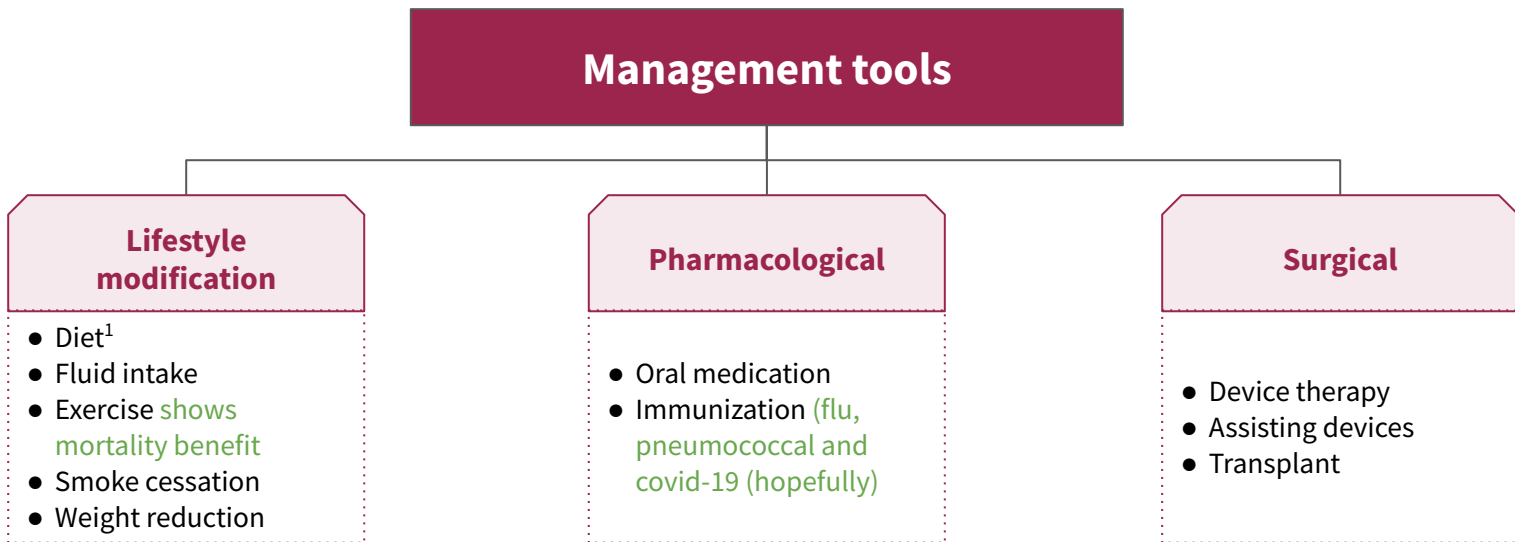 Management tools
Lifestyle
modification
● Diet¹
● Fluid intake
● Exercise shows
mortality benefit
● Smoke cessation
● Weight reduction
Pharmacological
● Oral medication
● Immunization (flu,
pneumococcal and
covid-19 (hopefully)
Surgical
● Device therapy
● Assisting devices
● Transplant